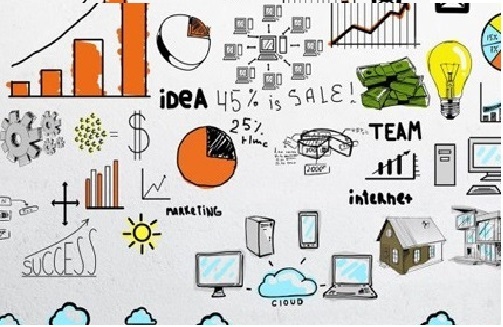 iDEA
45% is SALE!
25%
TEAM
internet
marketing
SUCCESS
CLOUD